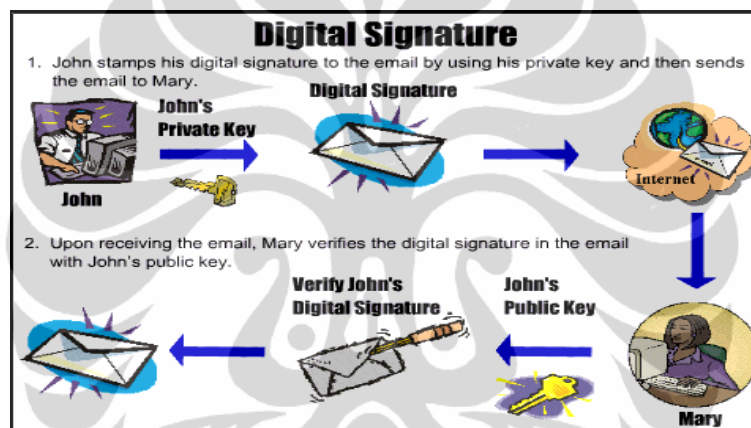 Digital Signature
1. John stamps his digital signature to the email by using his private key and then sends
the email to Mary.
John's
Private Key
Digital Signature
John
Internet
2. Upon receiving the email, Mary verifies the digital signature in the email
with John's public key.
Verify John's
Digital Signature
John's
Public Key
Mary